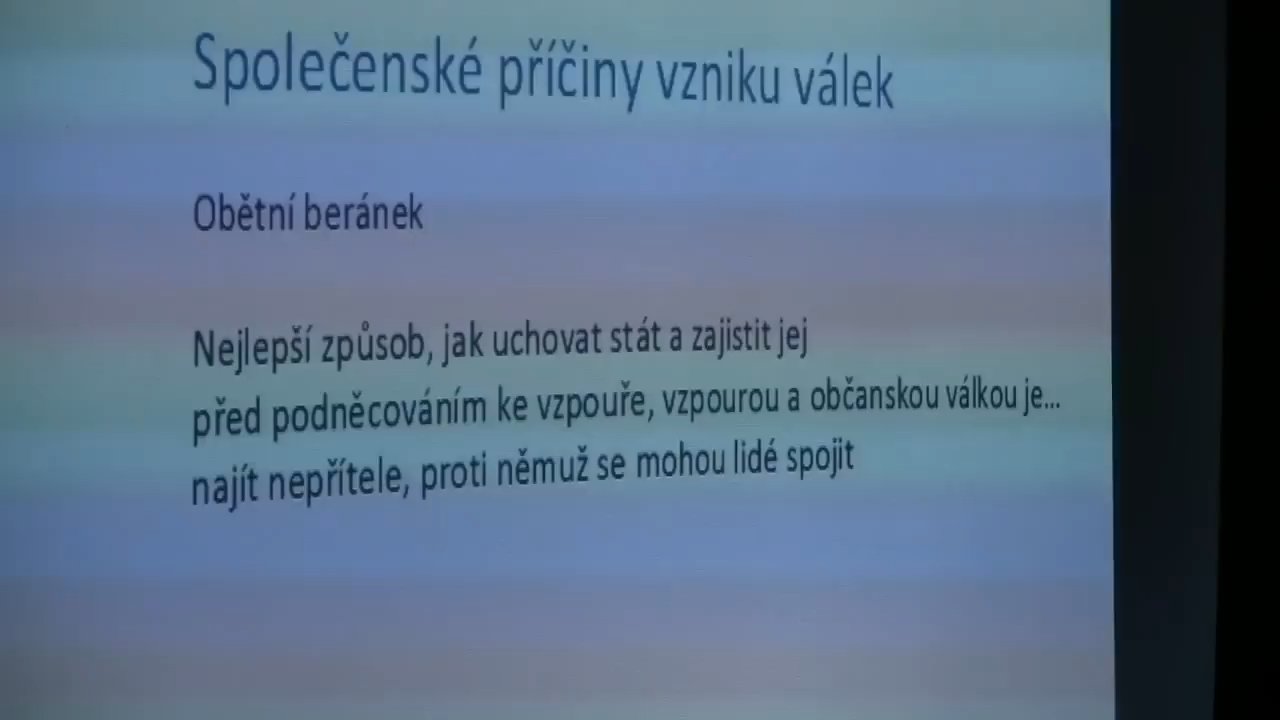 Společenské příčiny vzniku válek
Obětní beránek
Nejlepší způsob, jak uchovat stát a zajistit jej
před podněcováním ke vzpouře, vzpourou a občanskou válkou je...
najít nepřítele, proti němuž se mohou lidé spojit